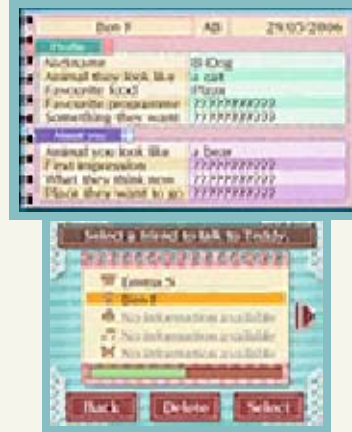 Ben F AB 29/05/2006
Profile
Nickname B-Dog
Animal they look like a cat
Favourite food Pizza
Favourite programme ???????????
Something they want ???????????
About you
Animal you look like a bear
First impression ???????????
What they think now ???????????
Place they want to go ???????????
Select a friend to talk to Teddy.
Emma S
Ben F
No information available
No information available
No information available
Back Delete Select